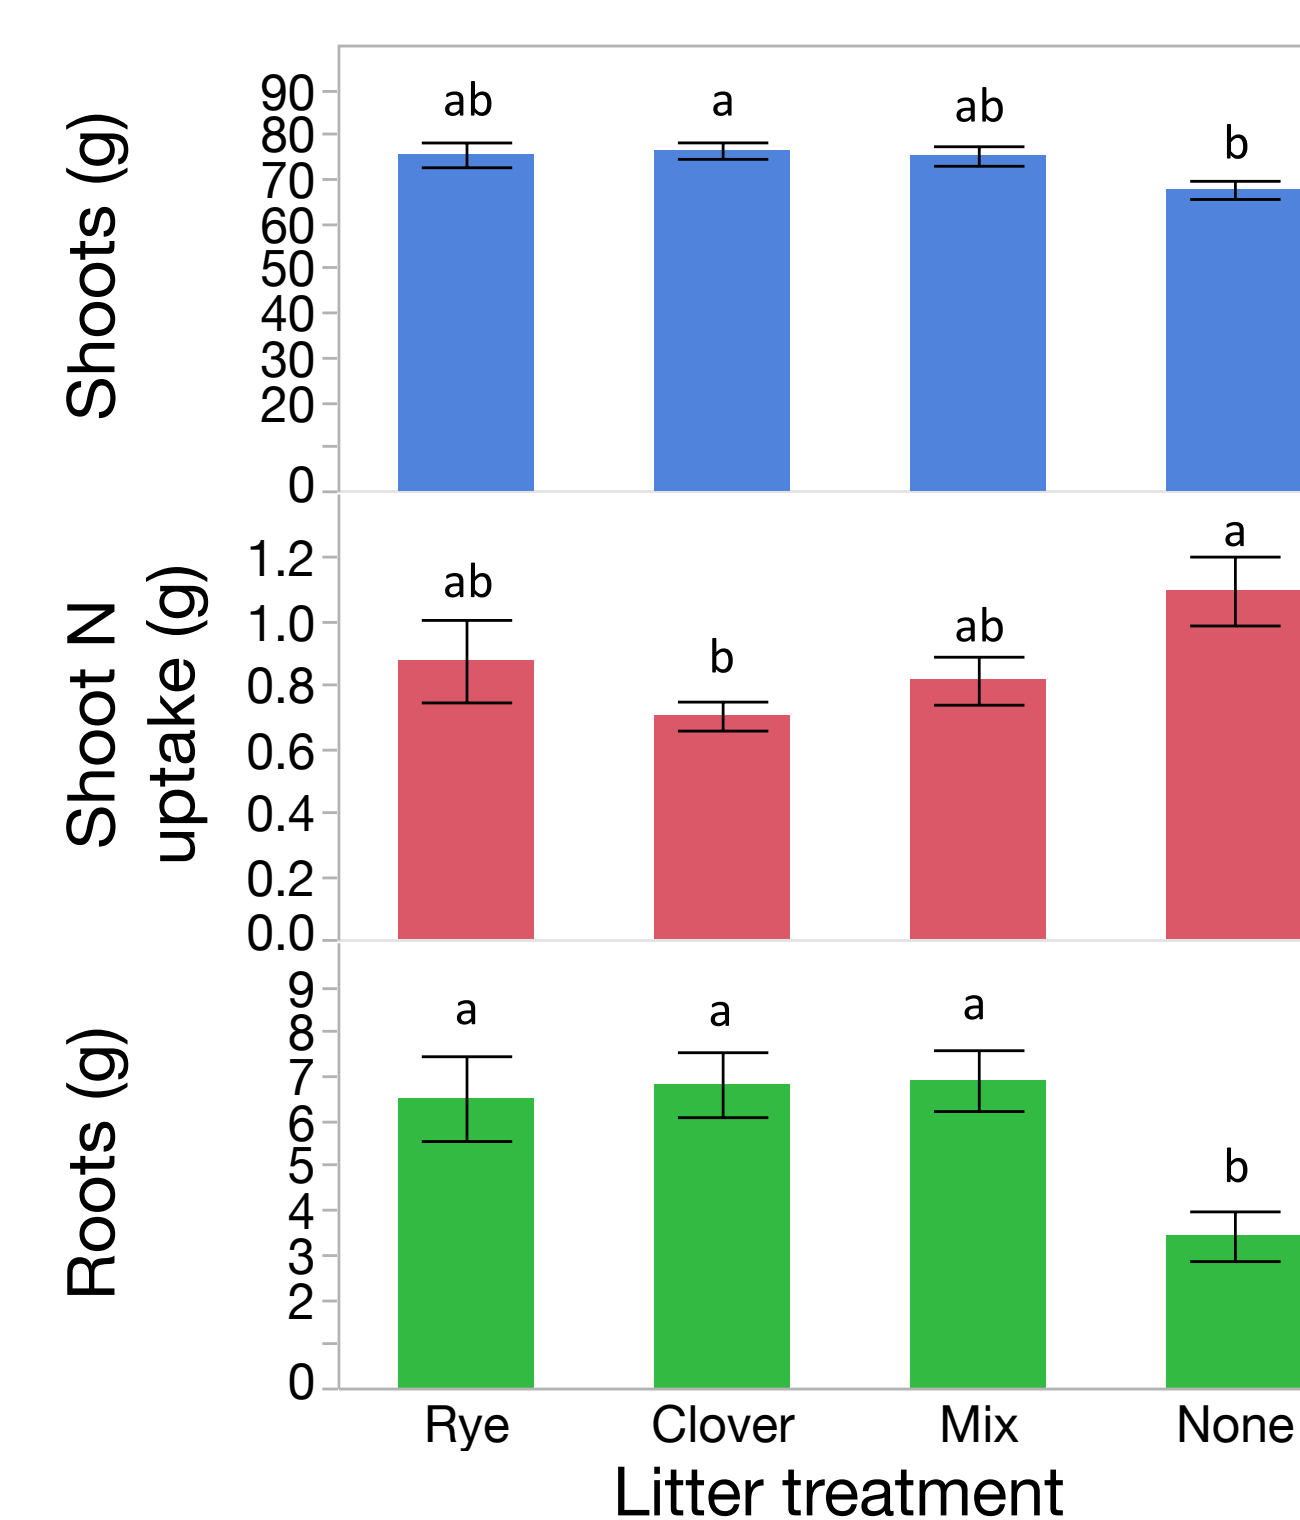 Shoots (g)
90
80
70
60
50
40
30
20
0
ab
a
ab
b
Shoot N
uptake (g)
1.2
1.0
0.8
0.6
0.4
0.2
0.0
ab
b
ab
a
Roots (g)
9
8
7
6
5
4
3
2
0
a
a
a
b
Rye Clover Mix None
Litter treatment